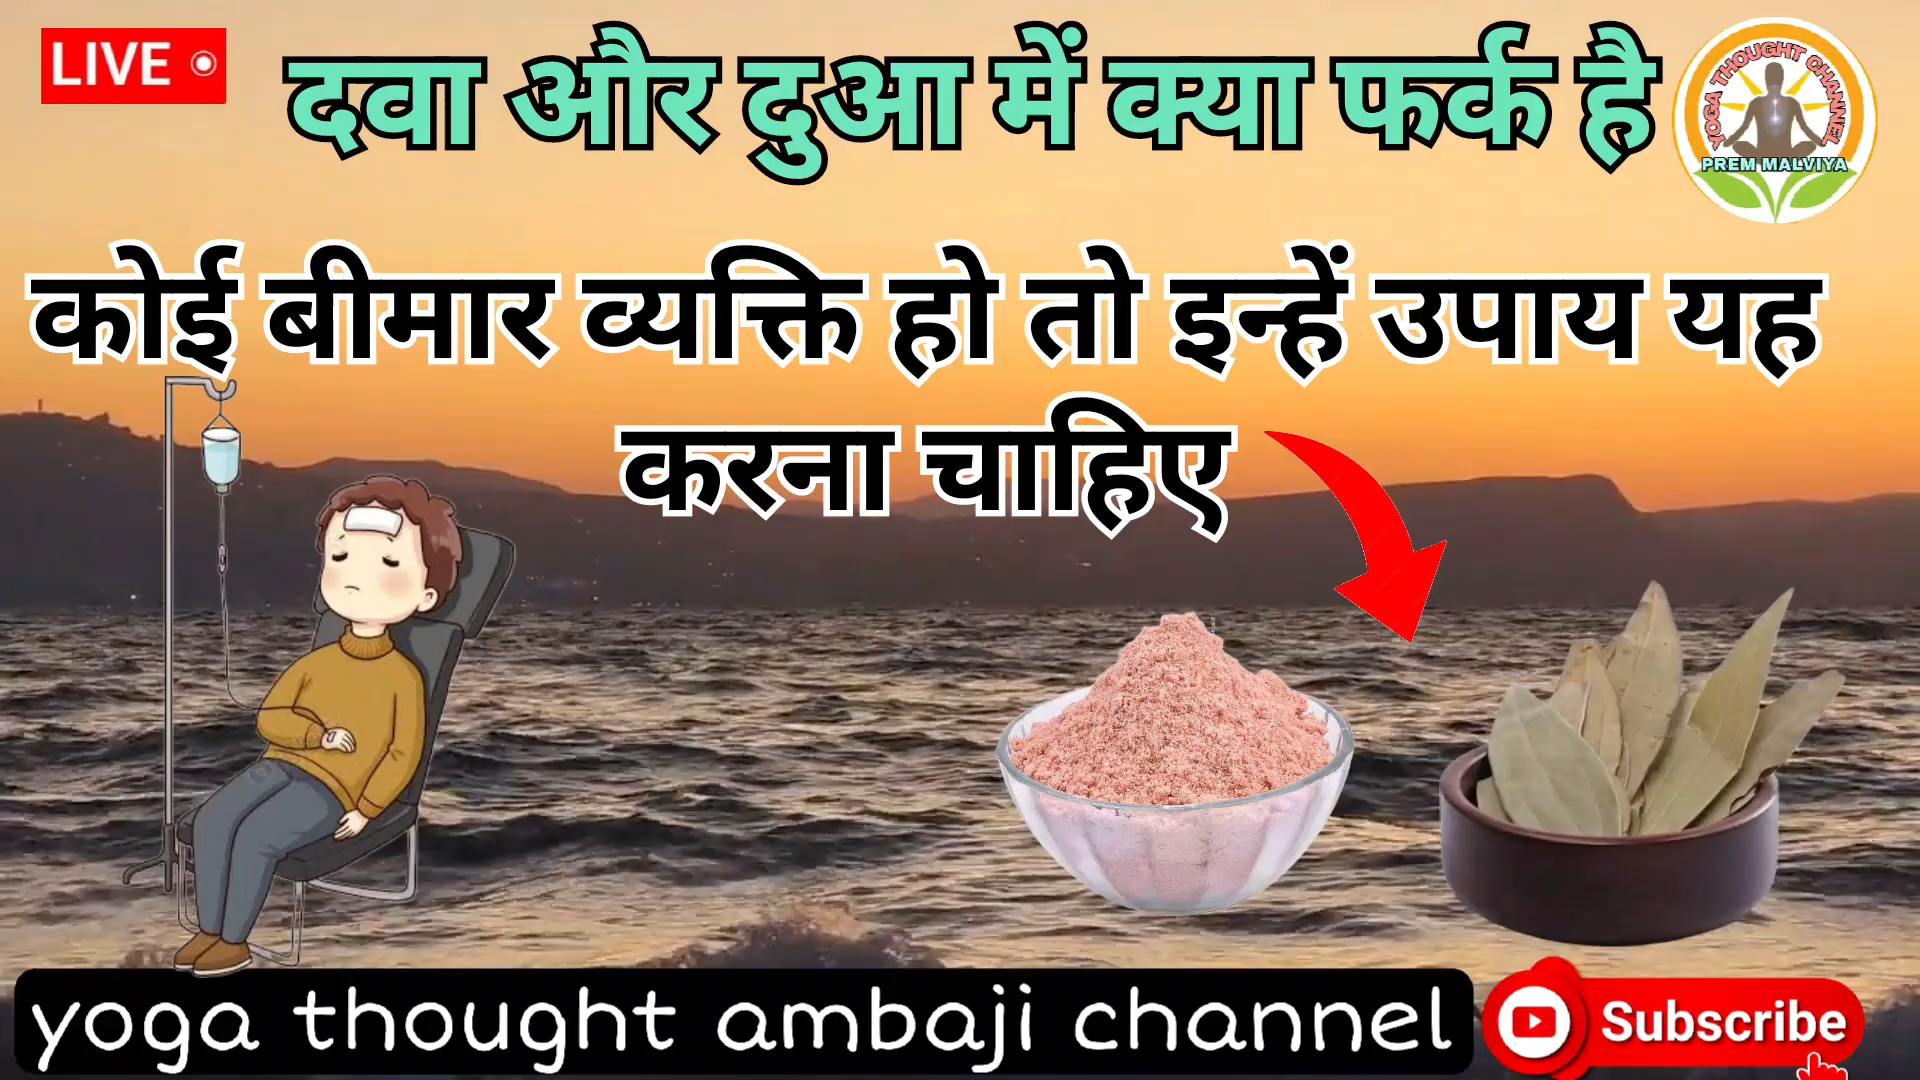 LIVE
दवा और दुआ में क्या फर्क है
YOGA THOUGHT CHANNEL
PREM MALVIYA
कोई बीमार व्यक्ति हो तो इन्हें उपाय यह
करना चाहिए
yoga thought ambaji channel
Subscribe